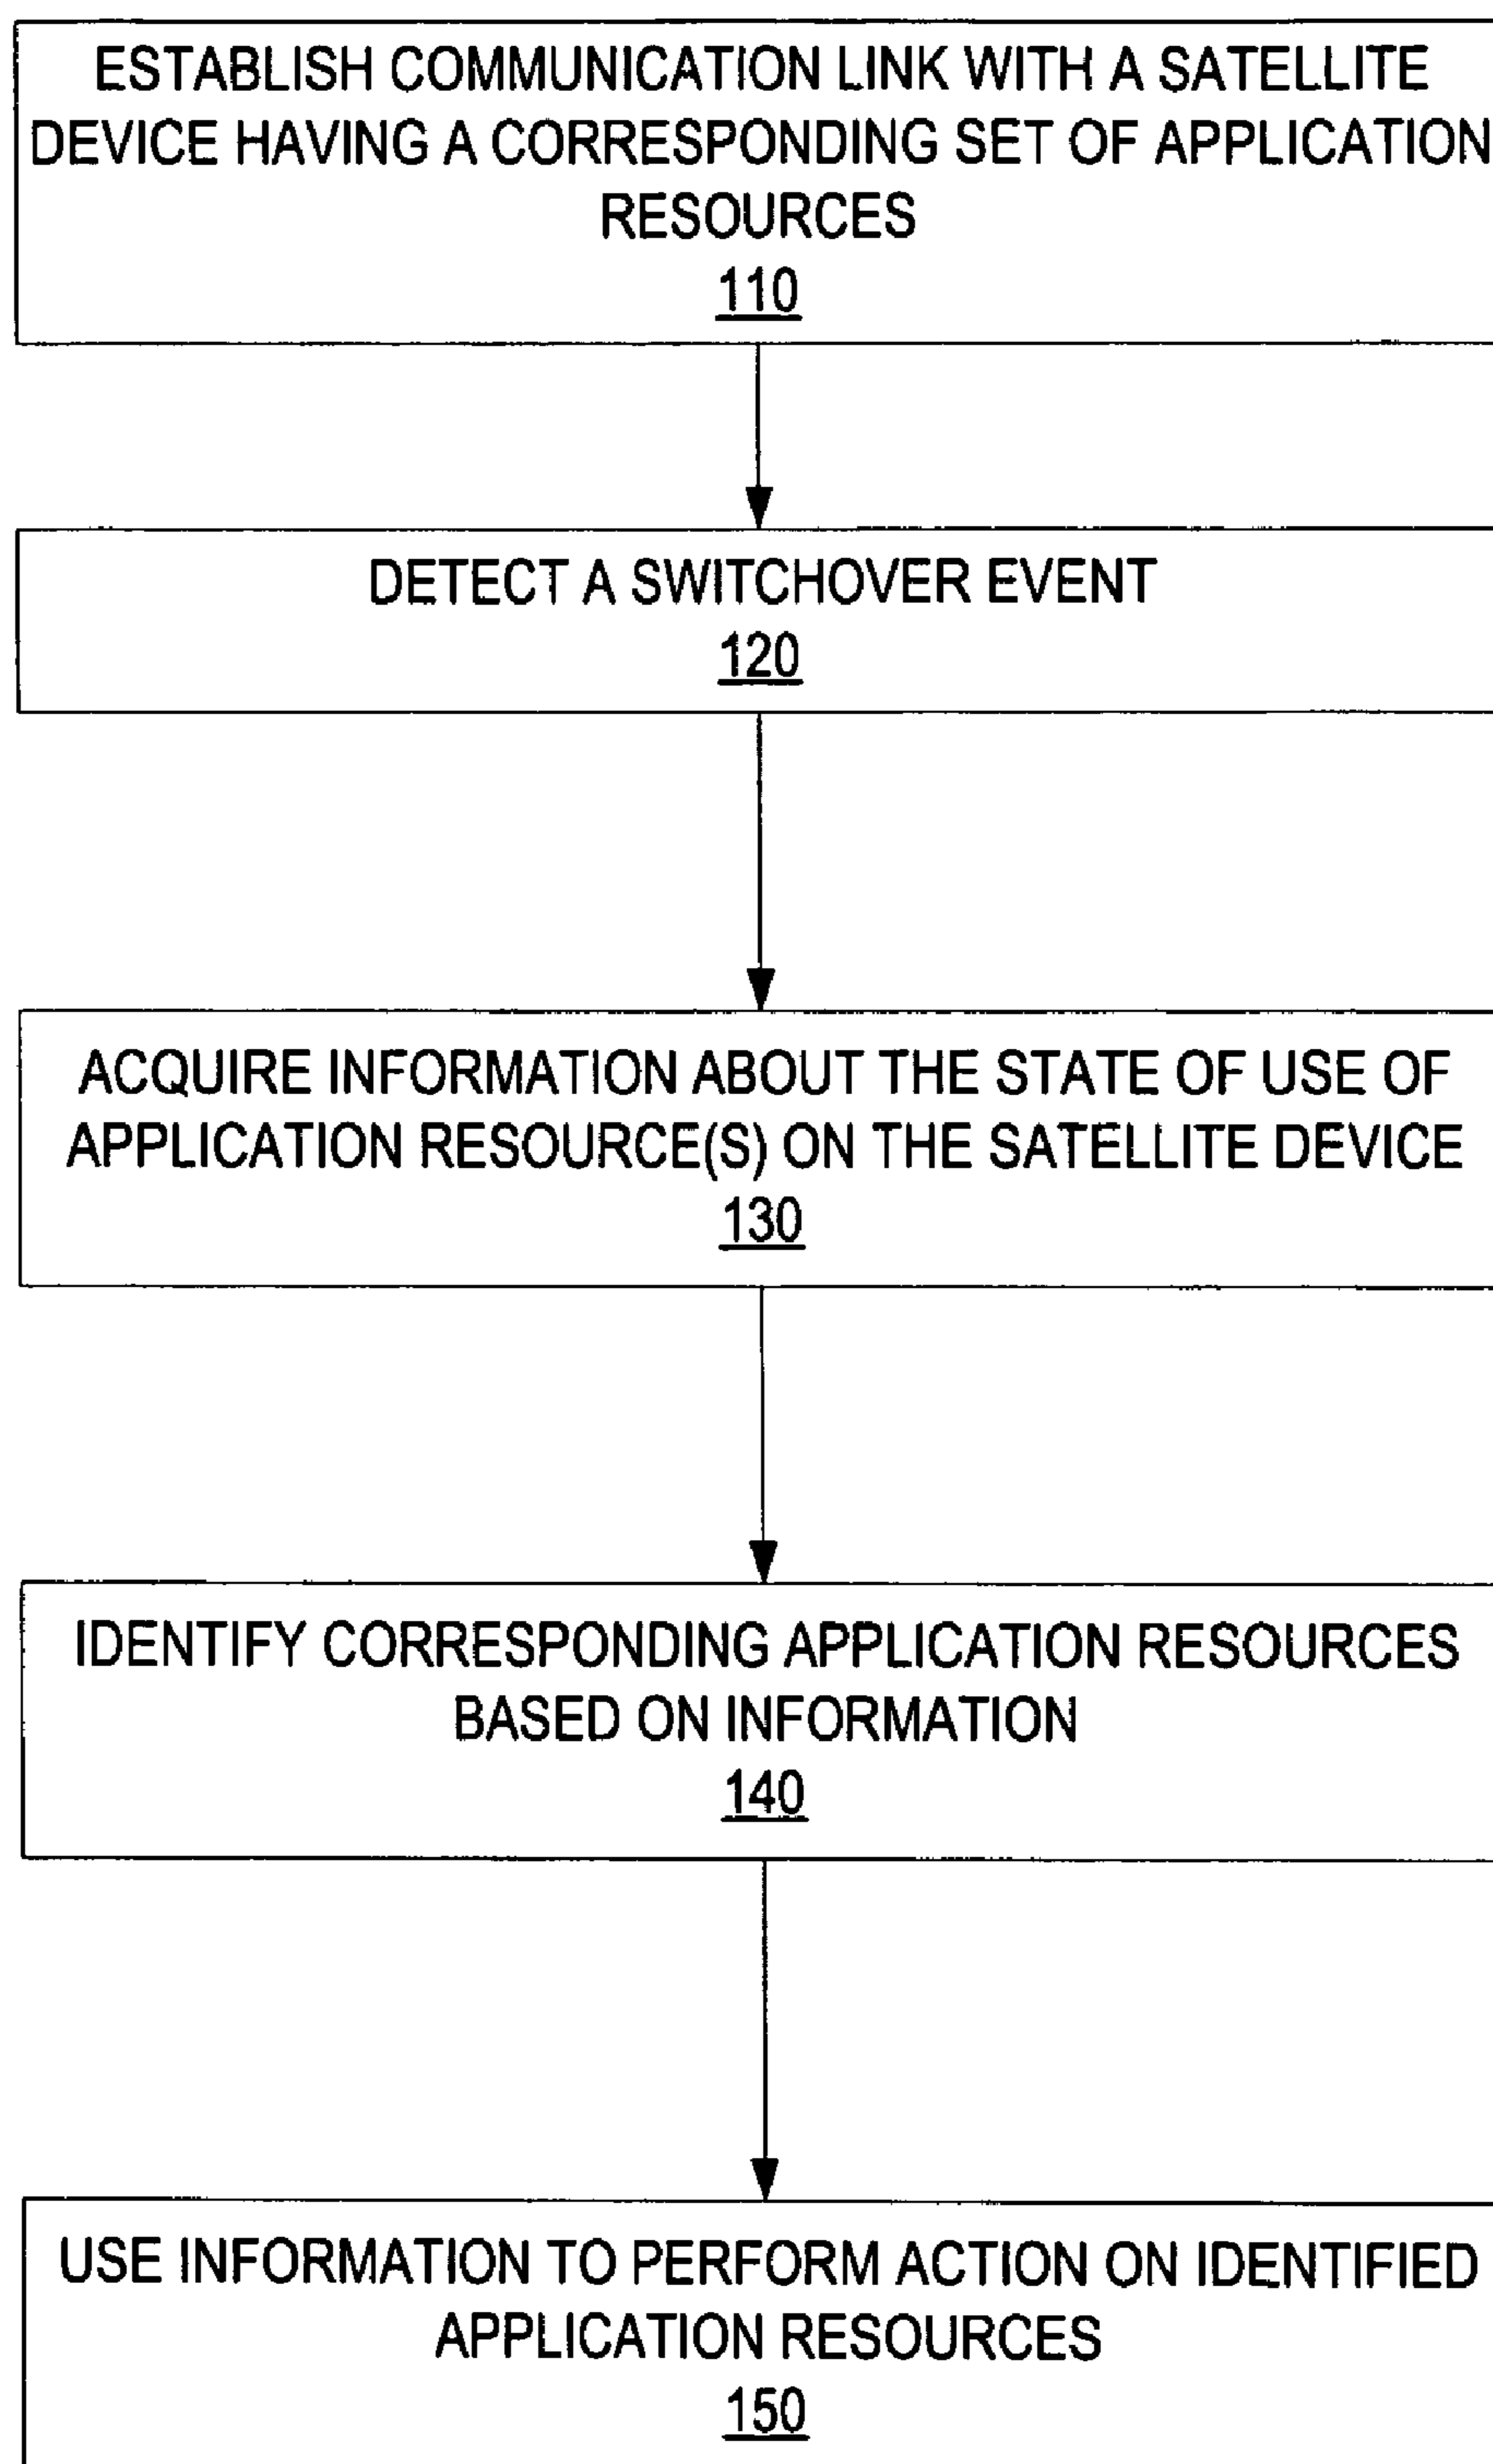 ESTABLISH COMMUNICATION LINK WITH A SATELLITE
DEVICE HAVING A CORRESPONDING SET OF APPLICATION
RESOURCES
110
DETECT A SWITCHOVER EVENT
120
ACQUIRE INFORMATION ABOUT THE STATE OF USE OF
APPLICATION RESOURCE(S) ON THE SATELLITE DEVICE
130
IDENTIFY CORRESPONDING APPLICATION RESOURCES
BASED ON INFORMATION
140
USE INFORMATION TO PERFORM ACTION ON IDENTIFIED
APPLICATION RESOURCES
150